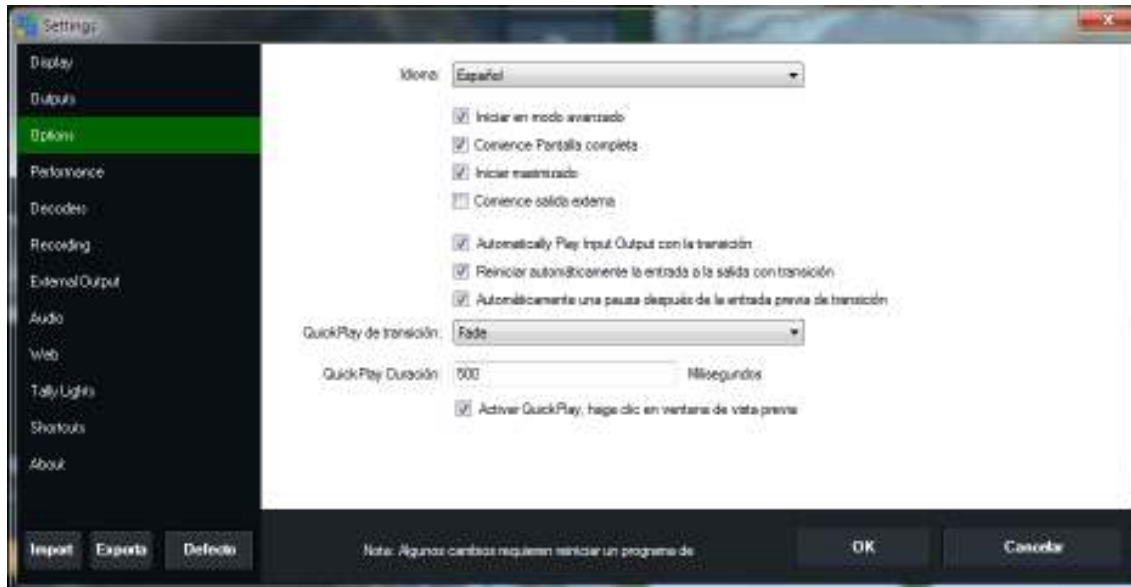 Settings
Display
Outputs
Options
Performance
Decoders
Recording
External Output
Audio
Web
Tally Lights
Shortcuts
About
Idioma: Español
Iniciar en modo avanzado
Comience Pantalla completa
Iniciar maximizado
Comience salida externa
Automatically Play Input Output con la transición
Reiniciar automáticamente la entrada a la salida con transición
Automáticamente una pausa después de la entrada previa de transición
QuickPlay de transición: Fade
QuickPlay Duración: 500 Milisegundos
Activar QuickPlay, haga clic en ventana de vista previa
Import Exporta Defecto
Nota: Algunos cambios requieren reiniciar un programa de
OK Cancelar